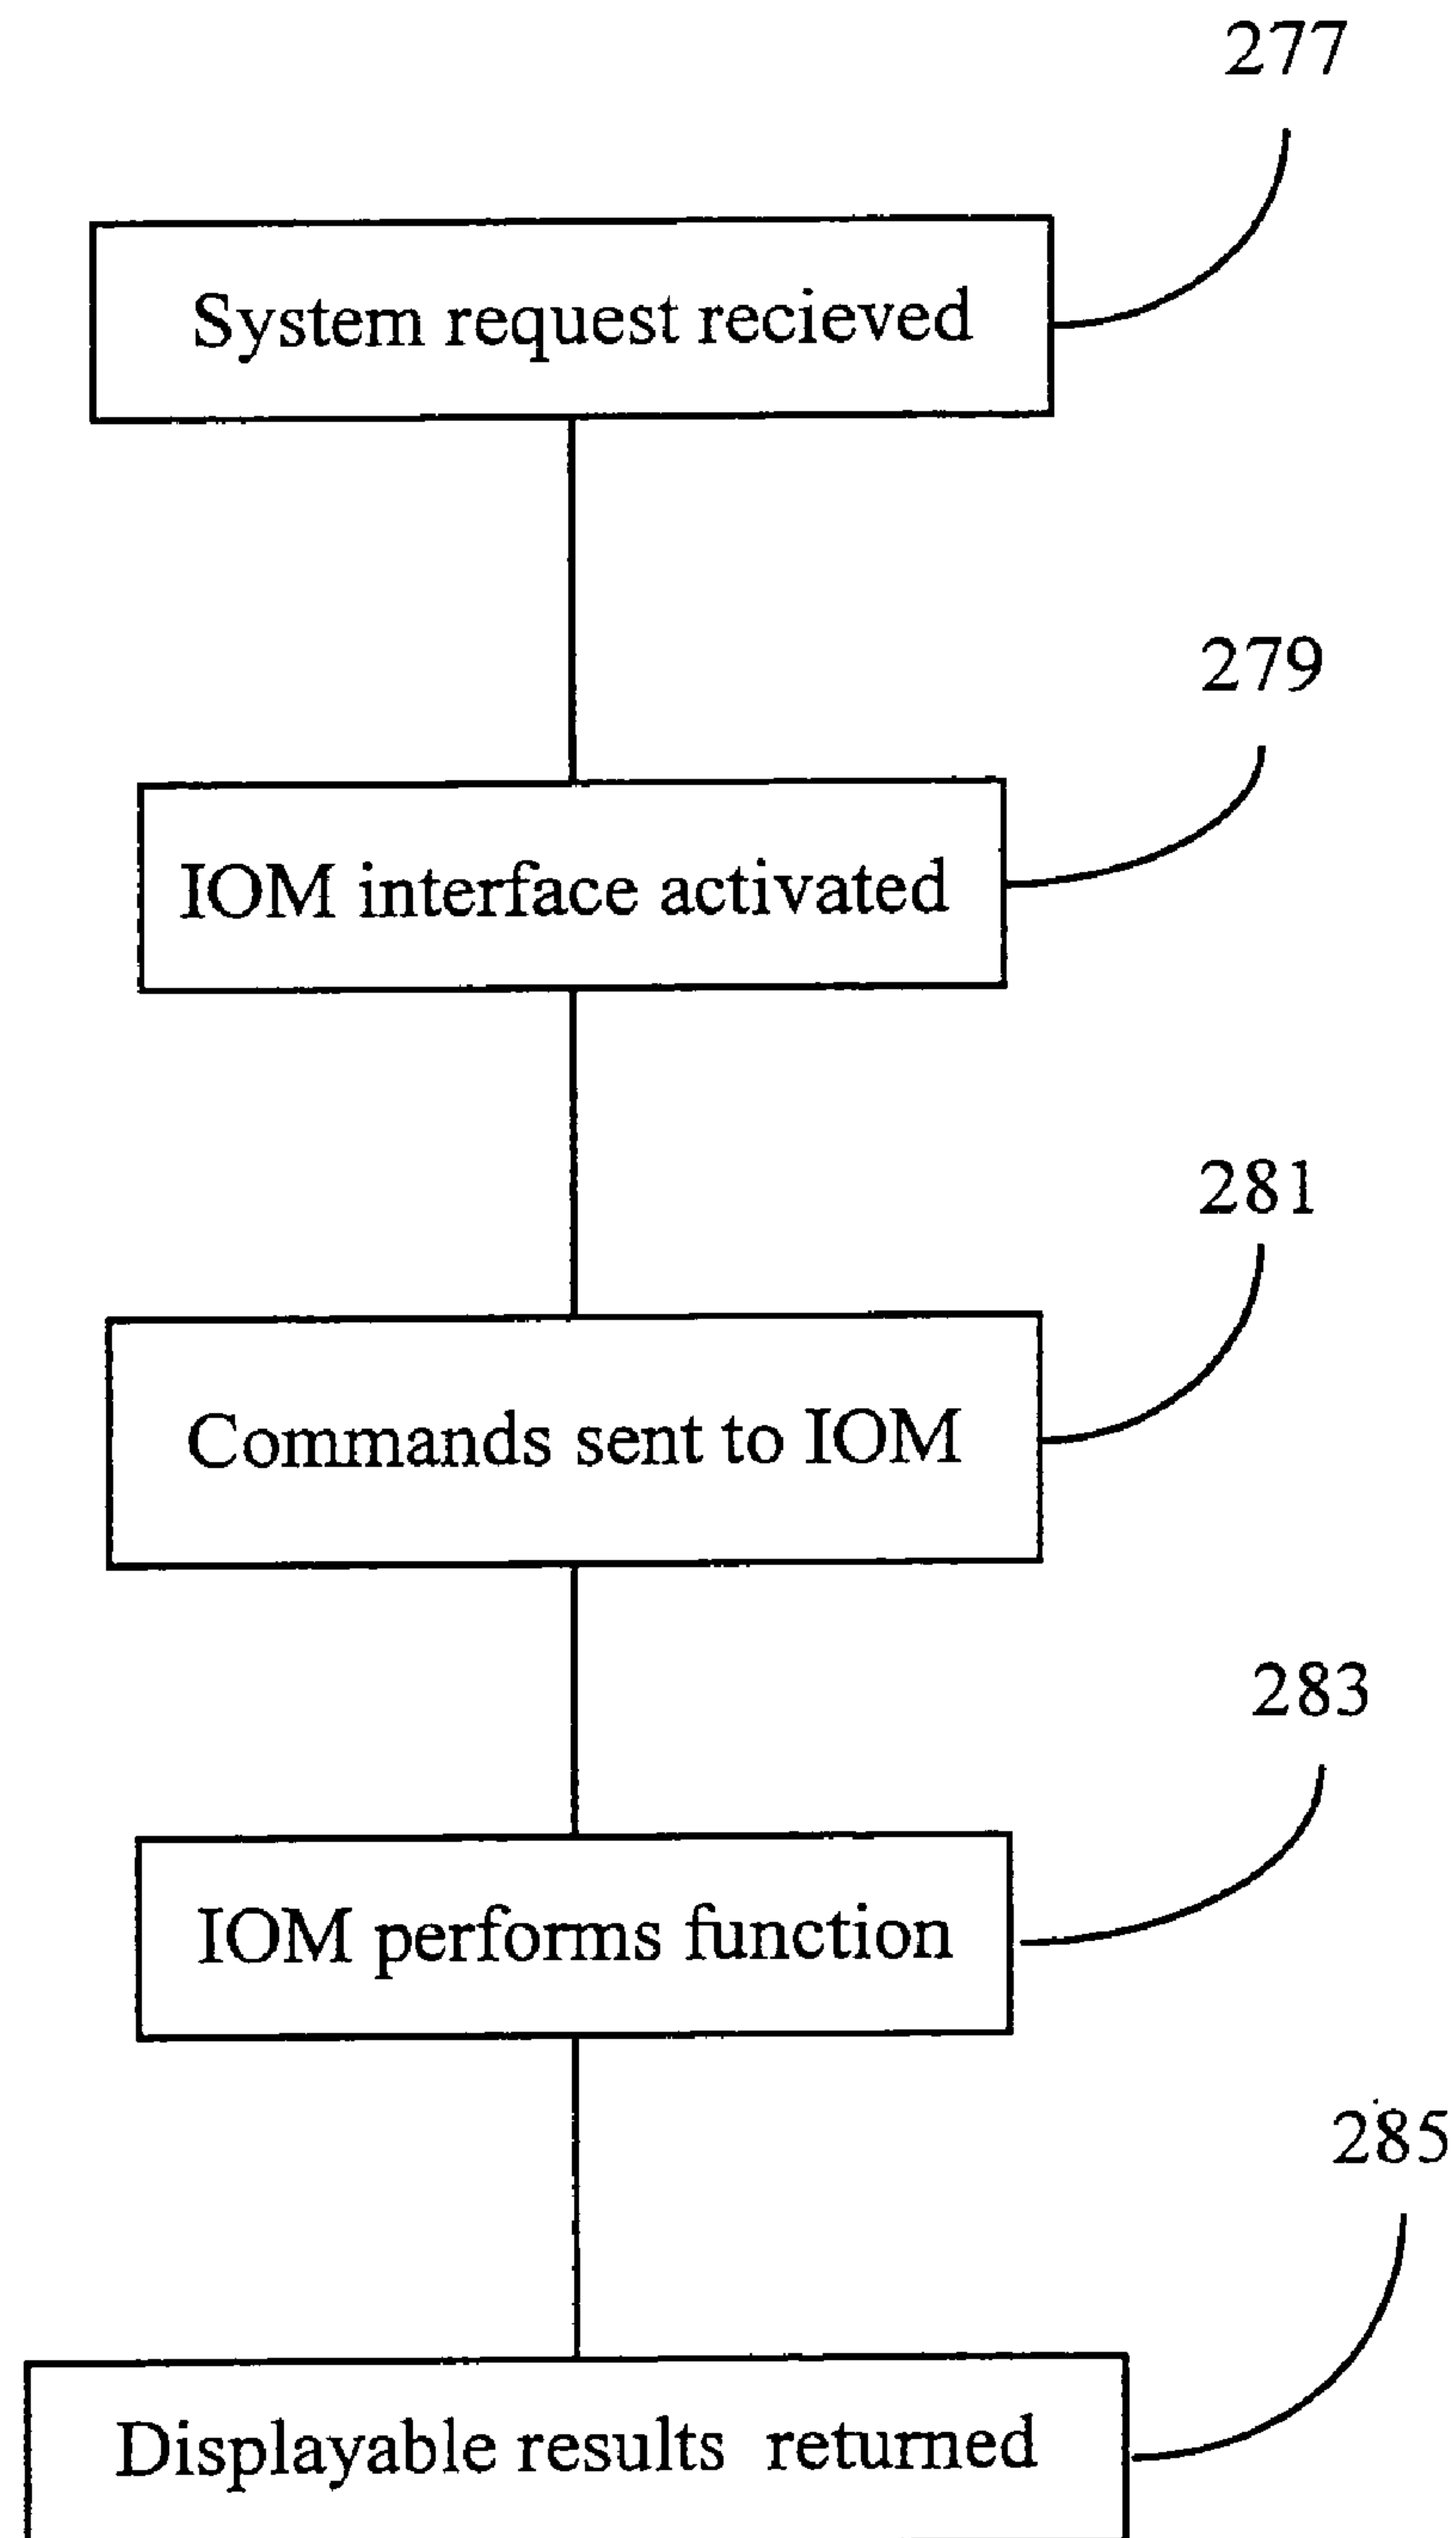 277
System request recieved
279
IOM interface activated
281
Commands sent to IOM
283
IOM performs function
285
Displayable results returned